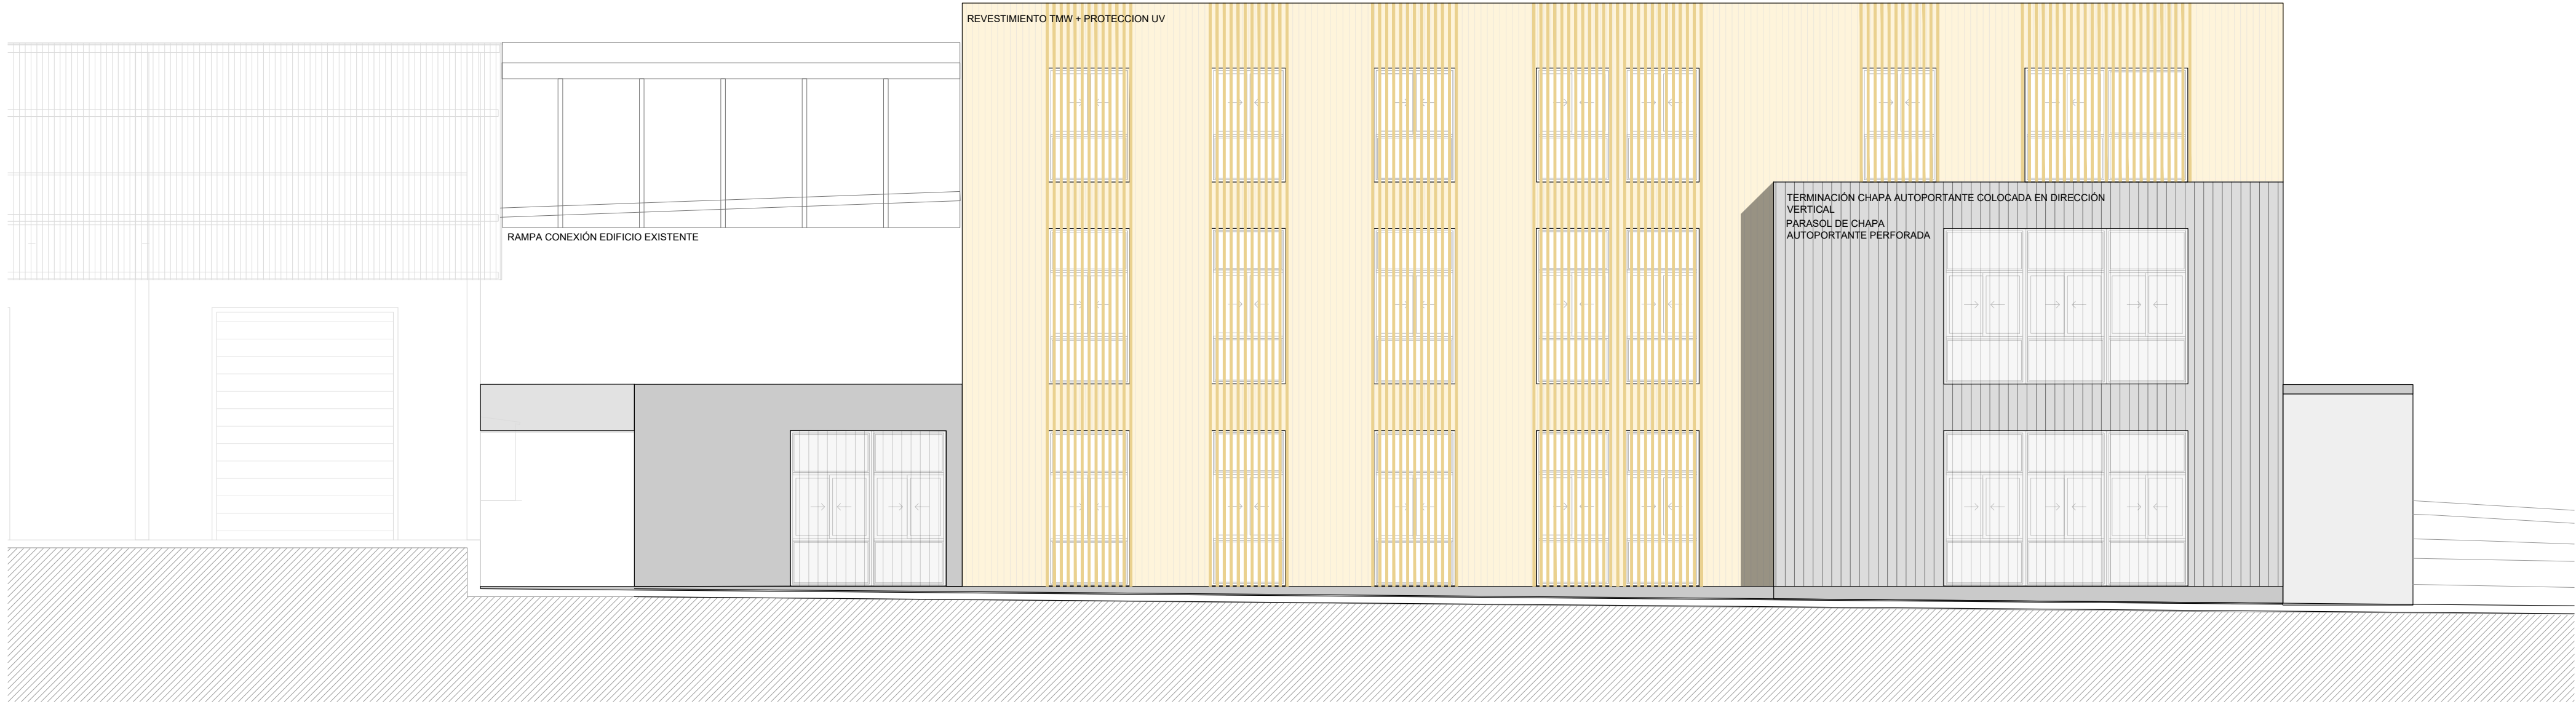 REVESTIMIENTO TMW + PROTECCION UV
RAMPA CONEXIÓN EDIFICIO EXISTENTE
TERMINACIÓN CHAPA AUTOPORTANTE COLOCADA EN DIRECCIÓN
VERTICAL
PARASOL DE CHAPA
AUTOPORTANTE PERFORADA